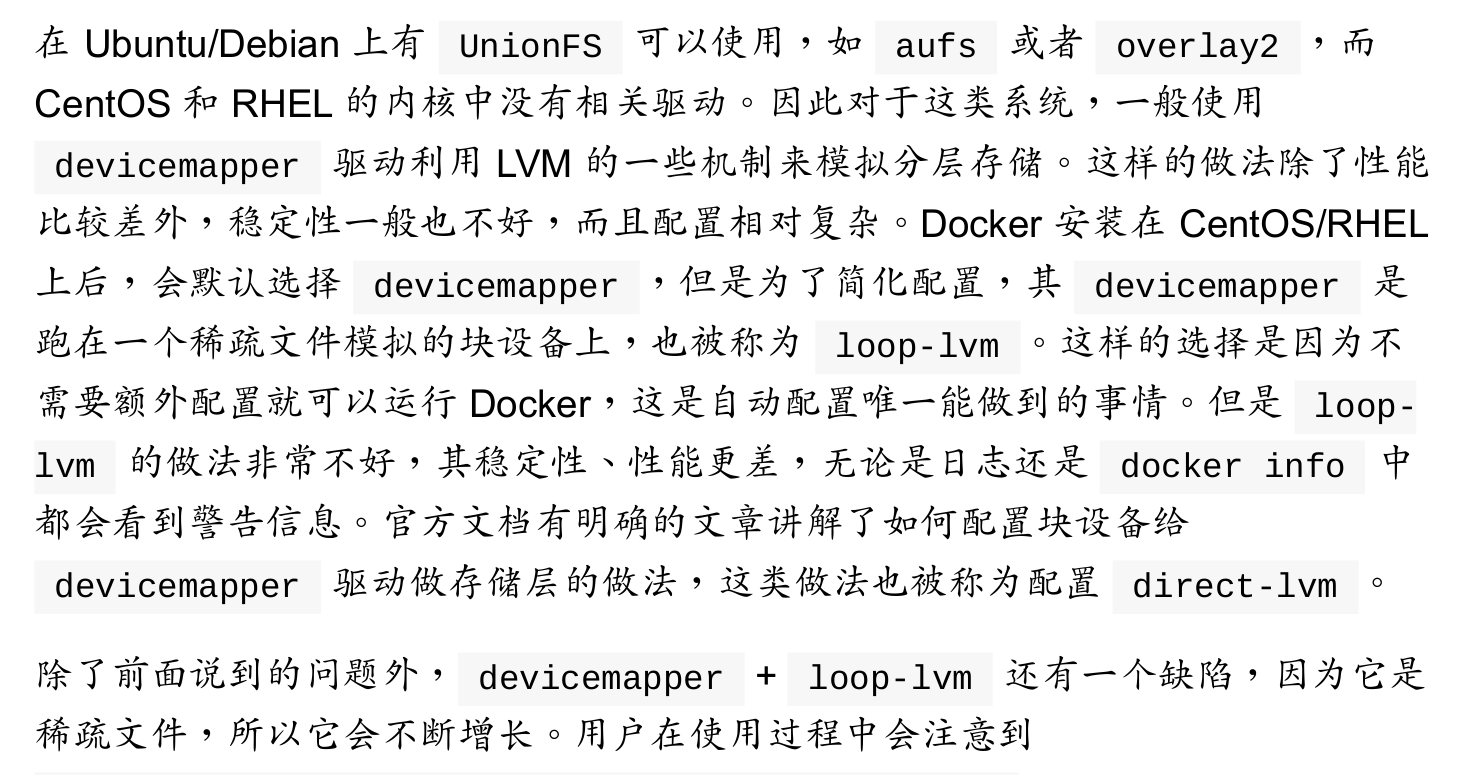 在 Ubuntu/Debian 上有 UnionFS 可以使用，如 aufs 或者 overlay2 ，而
CentOS 和 RHEL 的内核中没有相关驱动。因此对于这类系统，一般使用
devicemapper 驱动利用 LVM 的一些机制来模拟分层存储。这样的做法除了性能
比较差外，稳定性一般也不好，而且配置相对复杂。Docker 安装在 CentOS/RHEL
上后，会默认选择 devicemapper ，但是为了简化配置，其 devicemapper 是
跑在一个稀疏文件模拟的块设备上，也被称为 loop-lvm 。这样的选择是因为不
需要额外配置就可以运行 Docker，这是自动配置唯一能做到的事情。但是 loop-
lvm 的做法非常不好，其稳定性、性能更差，无论是日志还是 docker info 中
都会看到警告信息。官方文档有明确的文章讲解了如何配置块设备给
devicemapper 驱动做存储层的做法，这类做法也被称为配置 direct-lvm 。
除了前面说到的问题外， devicemapper + loop-lvm 还有一个缺陷，因为它是
稀疏文件，所以它会不断增长。用户在使用过程中会注意到